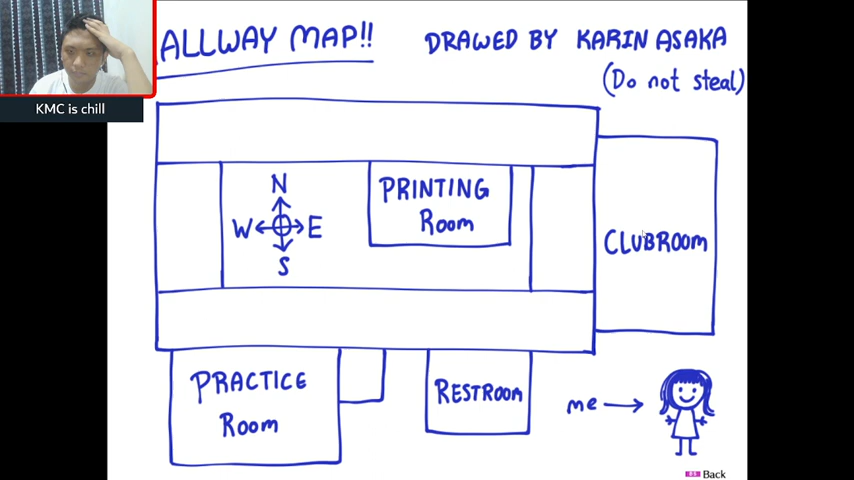 ALLWAY MAP!!
DRAWED BY KARIN ASAKA
(Do not steal)
KMC is chill
N
W E
S
PRINTING
Room
CLUBROOM
PRACTICE
Room
RESTROOM
me
Back